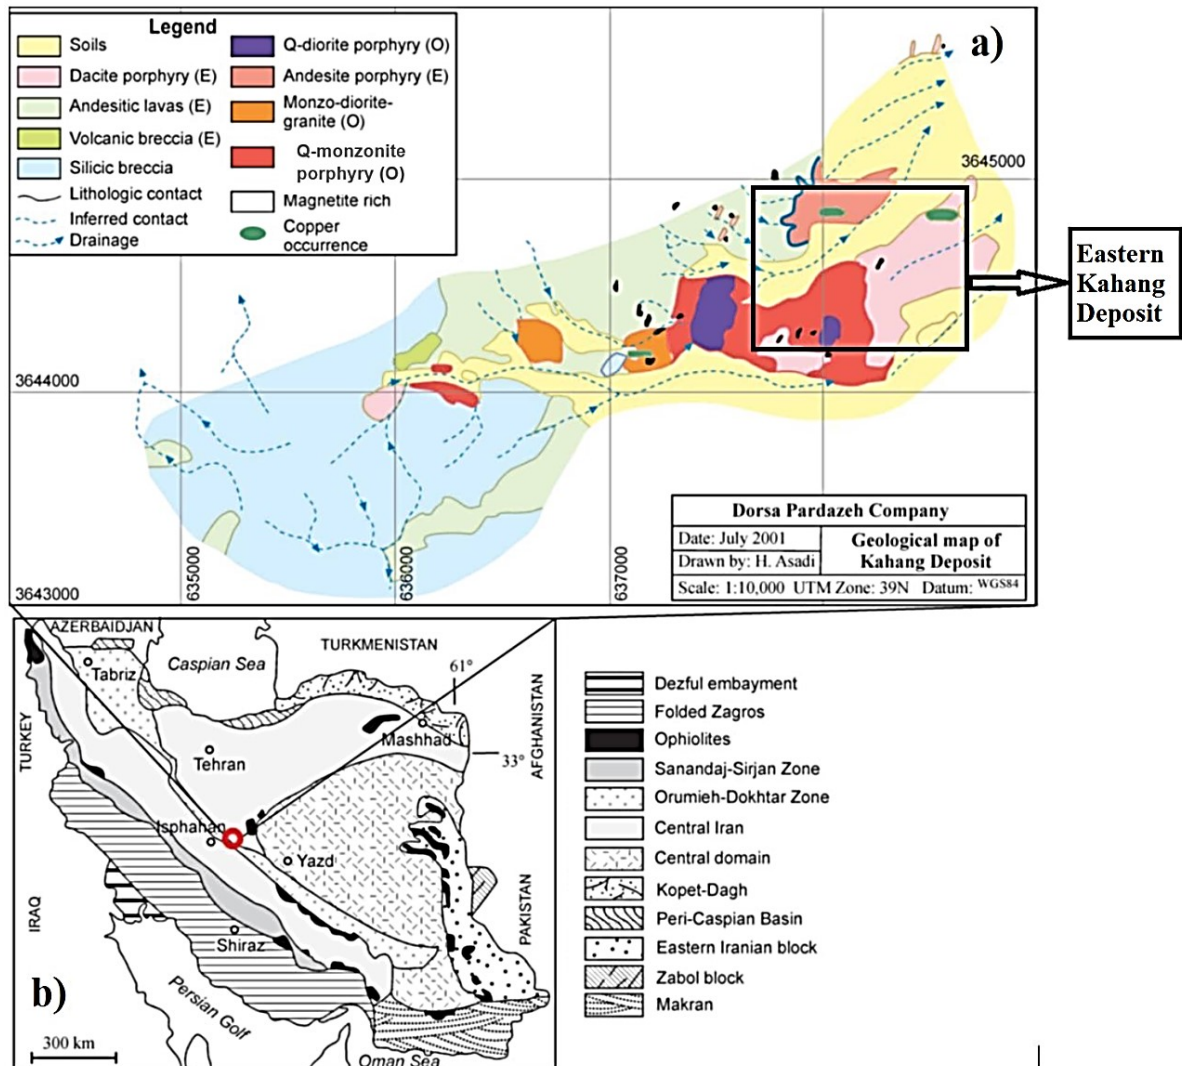 Legend
Soils
Dacite porphyry (E)
Andesitic lavas (E)
Volcanic breccia (E)
Silicic breccia
Lithologic contact
Inferred contact
Drainage
Q-diorite porphyry (O)
Andesite porphyry (E)
Monzo-diorite-
granite (O)
Q-monzonite
porphyry (O)
Magnetite rich
Copper
occurrence
a)
3645000
3644000
3643000
635000
636000
637000
Eastern
Kahang
Deposit
Dorsa Pardazeh Company
Date: July 2001
Drawn by: H. Asadi
Geological map of
Kahang Deposit
Scale: 1:10,000 UTM Zone: 39N Datum: WGS84
AZERBAIDJAN
TURKMENISTAN
Caspian Sea
61°
Tabriz
TURKEY
AFGHANISTAN
Mashhad
33°
Tehran
Isphahan
Yazd
IRAQ
PAKISTAN
Shiraz
b)
Persian Golf
300 km
Oman Sea
Dezful embayment
Folded Zagros
Ophiolites
Sanandaj-Sirjan Zone
Orumieh-Dokhtar Zone
Central Iran
Central domain
Kopet-Dagh
Peri-Caspian Basin
Eastern Iranian block
Zabol block
Makran